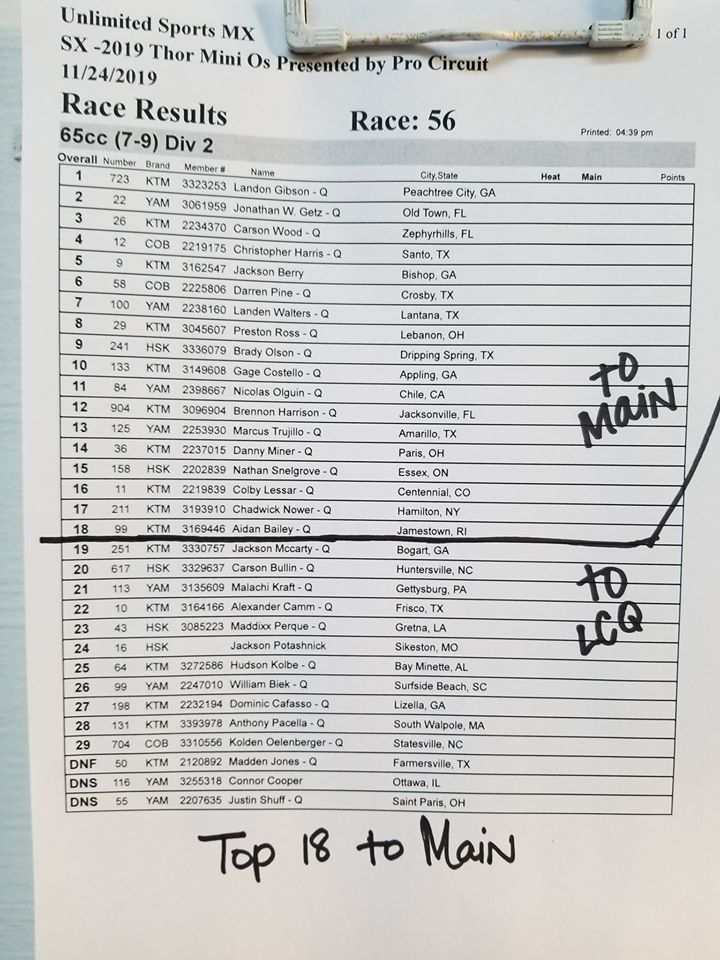 Unlimited Sports MX
1 of 1
SX -2019 Thor Mini Os Presented by Pro Circuit
11/24/2019
Race Results Race: 56 Printed: 04:39 pm
65cc (7-9) Div 2
Overall Number Brand Member # Name City,State Heat Main Points
1 723 KTM 3323253 Landon Gibson - Q Peachtree City, GA
2 22 YAM 3061959 Jonathan W. Getz - Q Old Town, FL
3 26 KTM 2234370 Carson Wood - Q Zephyrhills, FL
4 12 COB 2219175 Christopher Harris - Q Santo, TX
5 9 KTM 3162547 Jackson Berry Bishop, GA
6 58 COB 2225806 Darren Pine - Q Crosby, TX
7 100 YAM 2238160 Landen Walters - Q Lantana, TX
8 29 KTM 3045607 Preston Ross - Q Lebanon, OH
9 241 HSK 3336079 Brady Olson - Q Dripping Spring, TX
10 133 KTM 3149608 Gage Costello - Q Appling, GA
11 84 YAM 2398667 Nicolas Olguin - Q Chile, CA
12 904 KTM 3096904 Brennon Harrison - Q Jacksonville, FL
13 125 YAM 2253930 Marcus Trujillo - Q Amarillo, TX
14 36 KTM 2237015 Danny Miner - Q Paris, OH
15 158 HSK 2202839 Nathan Snelgrove - Q Essex, ON
16 11 KTM 2219839 Colby Lessar - Q Centennial, CO
17 211 KTM 3193910 Chadwick Nower - Q Hamilton, NY
18 99 KTM 3169446 Aidan Bailey - Q Jamestown, RI
to
Main
19 251 KTM 3330757 Jackson Mccarty - Q Bogart, GA
20 617 HSK 3329637 Carson Bullin - Q Huntersville, NC
21 113 YAM 3135609 Malachi Kraft - Q Gettysburg, PA
22 10 KTM 3164166 Alexander Camm - Q Frisco, TX
23 43 HSK 3085223 Maddixx Perque - Q Gretna, LA
24 16 HSK Jackson Potashnick Sikeston, MO
25 64 KTM 3272586 Hudson Kolbe - Q Bay Minette, AL
26 99 YAM 2247010 William Biek - Q Surfside Beach, SC
27 198 KTM 2232194 Dominic Cafasso - Q Lizella, GA
28 131 KTM 3393978 Anthony Pacella - Q South Walpole, MA
29 704 COB 3310556 Kolden Oelenberger - Q Statesville, NC
DNF 50 KTM 2120892 Madden Jones - Q Farmersville, TX
DNS 116 YAM 3255318 Connor Cooper Ottawa, IL
DNS 55 YAM 2207635 Justin Shuff - Q Saint Paris, OH
to
LCQ
Top 18 to Main